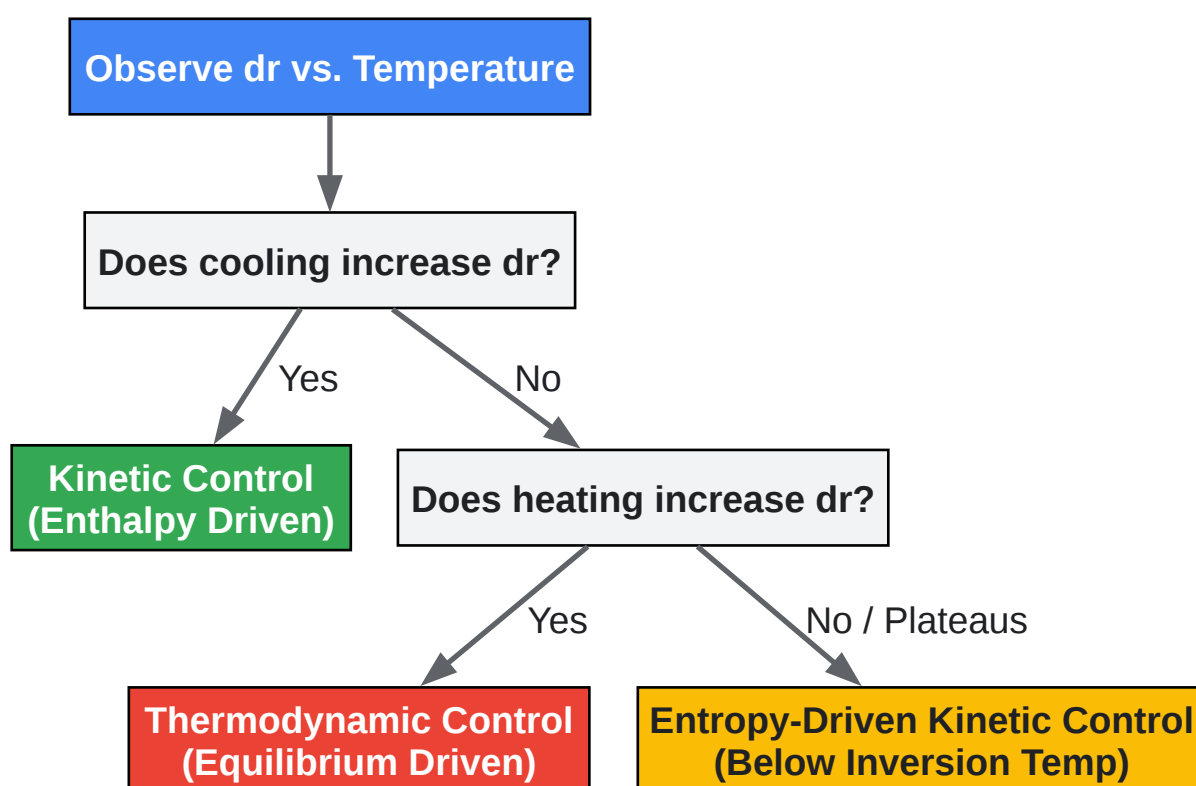 Observe dr vs. Temperature
Does cooling increase dr?
Yes
No
Kinetic Control
(Enthalpy Driven)
Does heating increase dr?
Yes
No / Plateaus
Thermodynamic Control
(Equilibrium Driven)
Entropy-Driven Kinetic Control
(Below Inversion Temp)